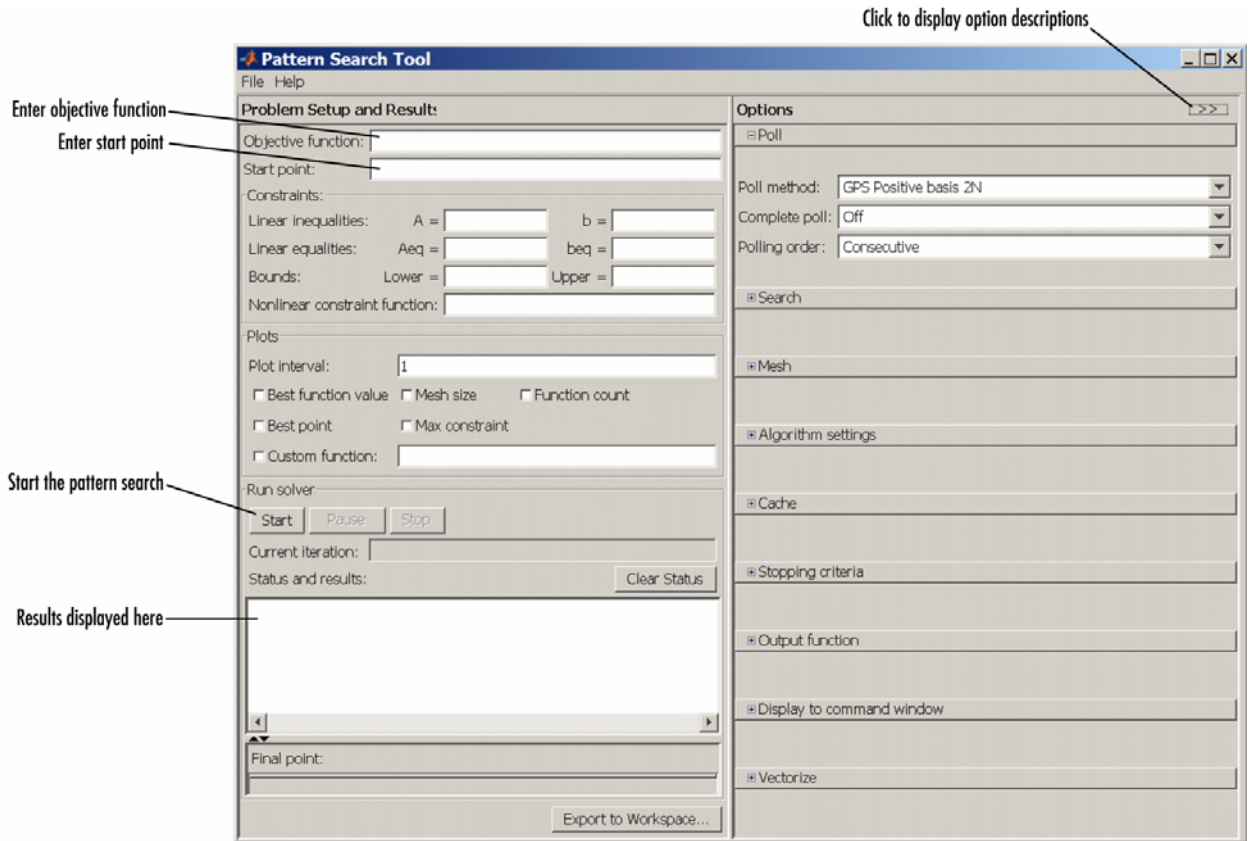 Click to display option descriptions
Pattern Search Tool
File Help
Enter objective function
Enter start point
Start the pattern search
Results displayed here
Problem Setup and Results
Objective function:
Start point:
Constraints:
Linear inequalities: A = b =
Linear equalities: Aeq = beq =
Bounds: Lower = Upper =
Nonlinear constraint function:
Plots
Plot interval: 1
Best function value Mesh size Function count
Best point Max constraint
Custom function:
Run solver
Start Pause Stop
Current iteration:
Status and results: Clear Status
Final point:
Export to Workspace...
Options >>
Poll
Poll method: GPS Positive basis 2N
Complete poll: Off
Polling order: Consecutive
Search
Mesh
Algorithm settings
Cache
Stopping criteria
Output function
Display to command window
Vectorize